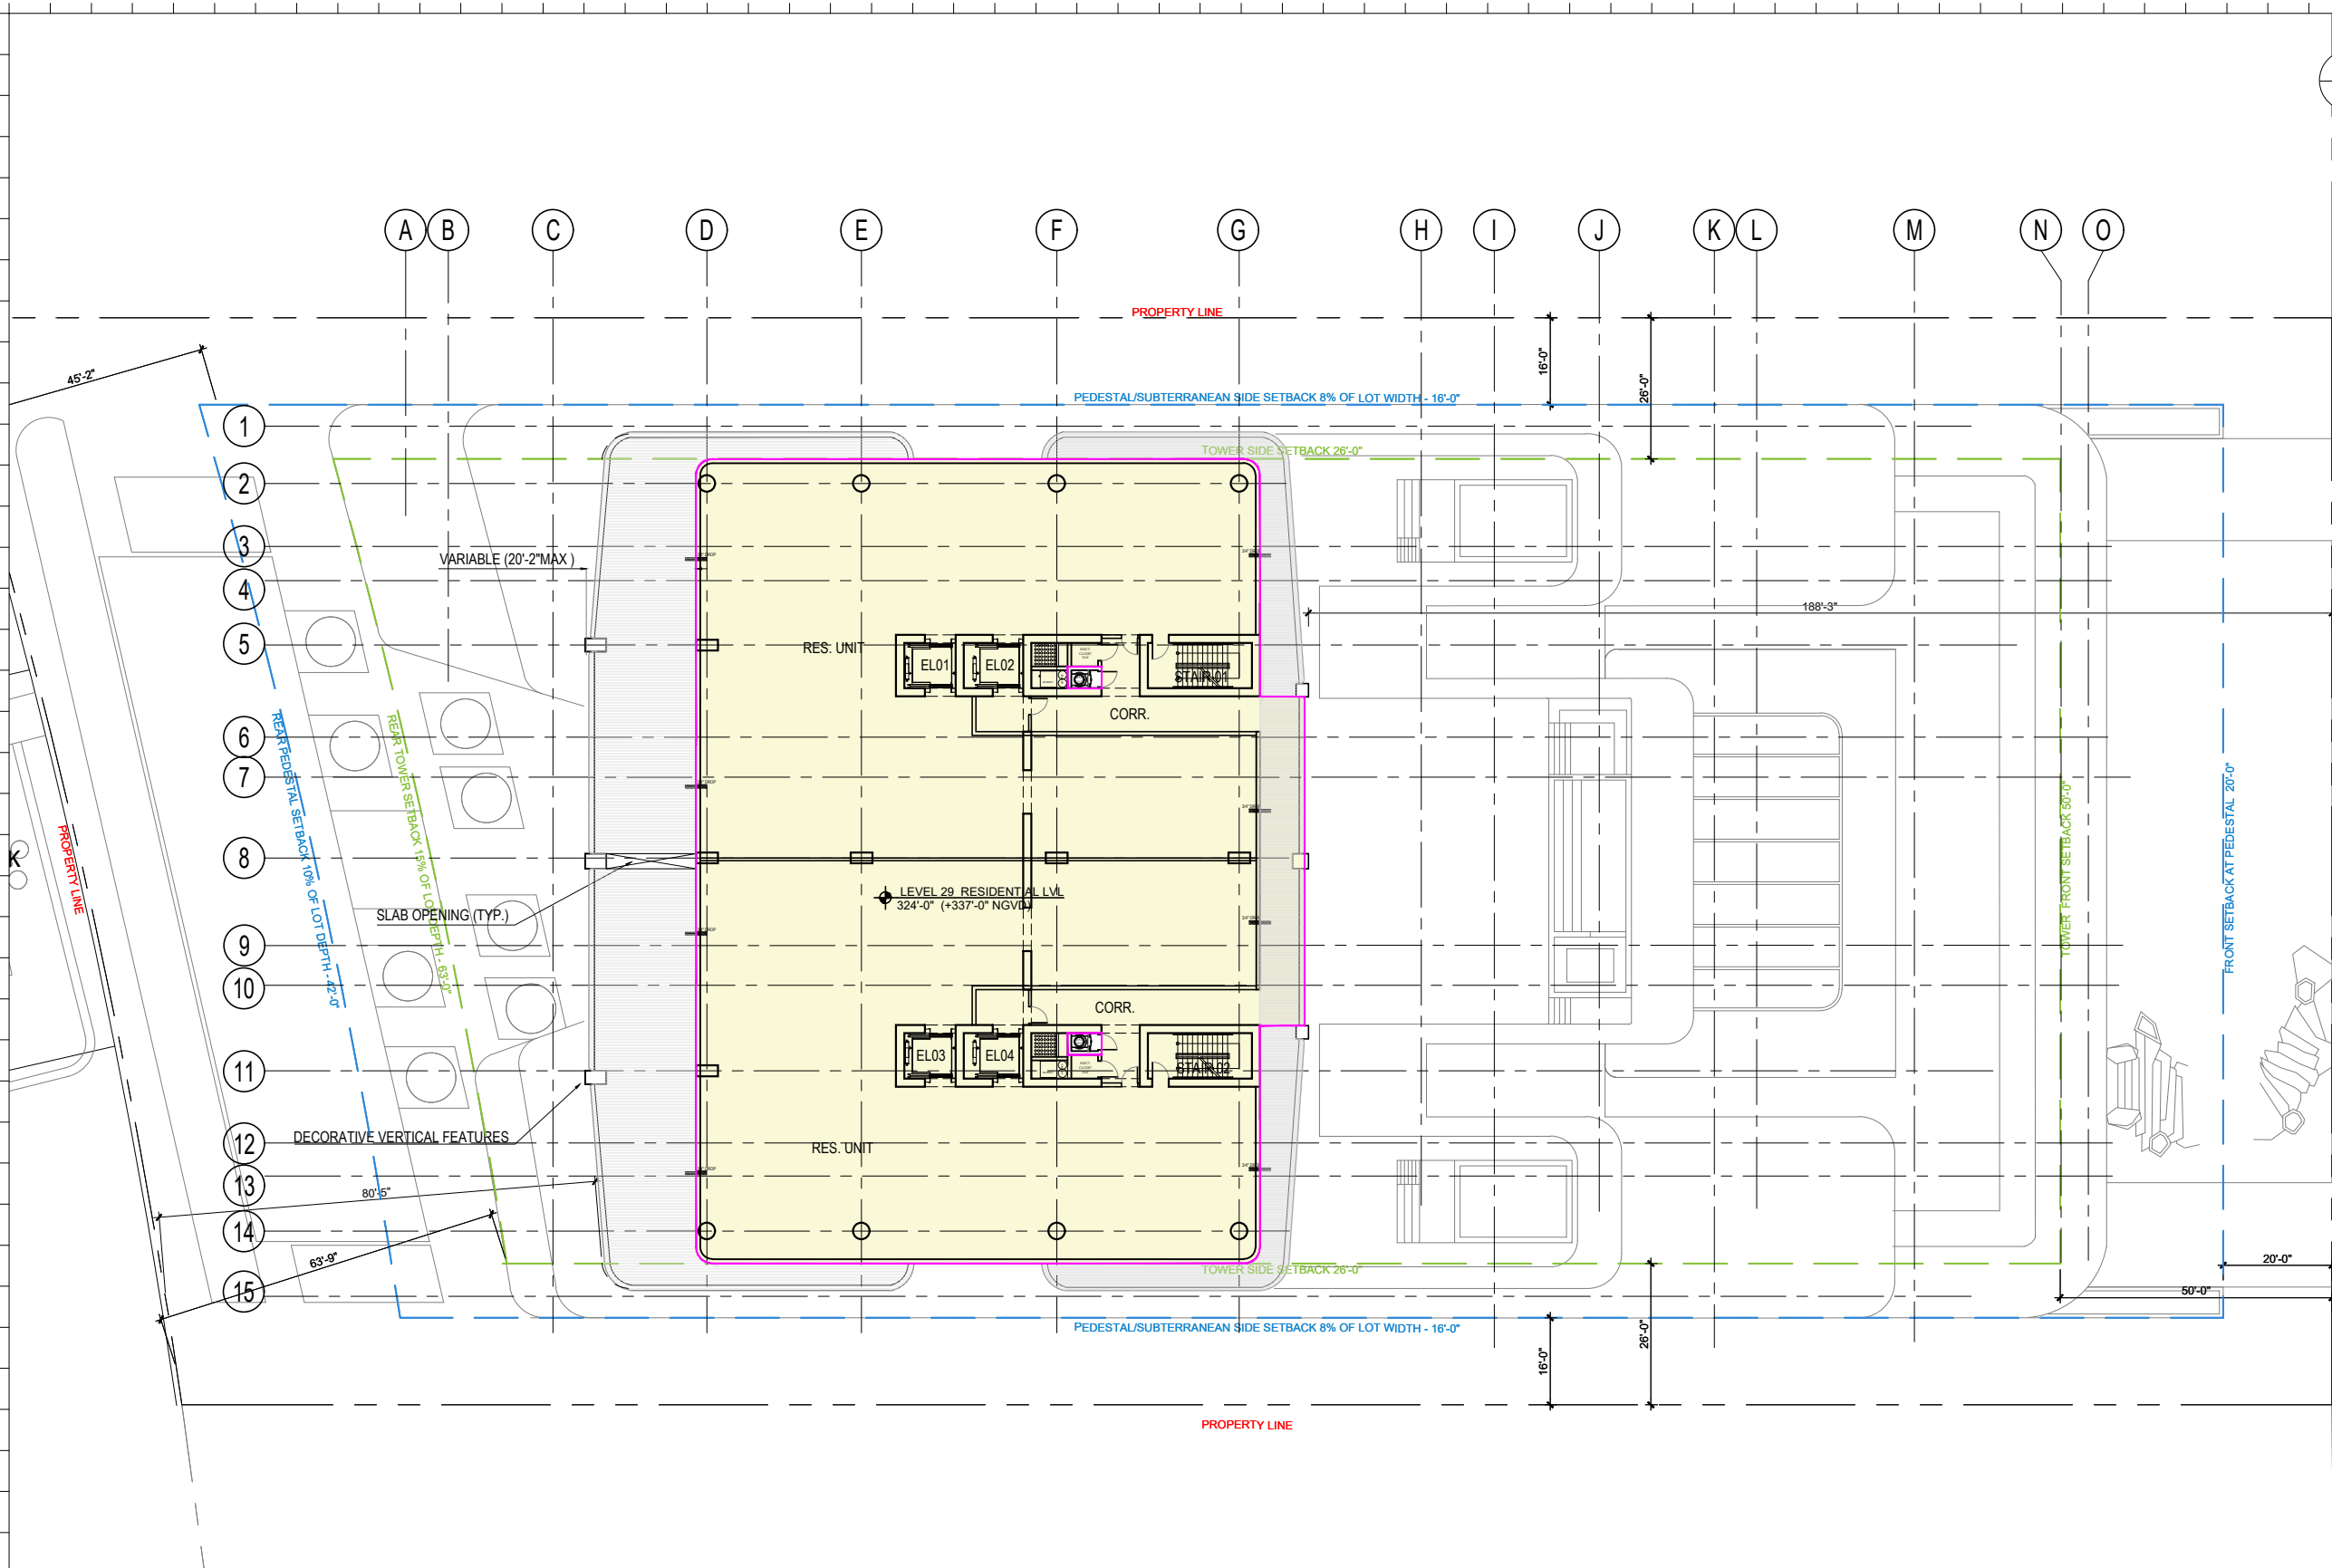 A B C D E F G H I J K L M N O
PROPERTY LINE
45'-2"
16'-0"
26'-0"
PEDESTAL/SUBTERRANEAN SIDE SETBACK 8% OF LOT WIDTH - 16'-0"
1
TOWER SIDE SETBACK 26'-0"
2
3
3/4" DROP
VARIABLE (20'-2"MAX )
4
188'-3"
5
RES. UNIT
EL01
EL02
STAIR-01
CORR.
6
7
REAR PEDESTAL SETBACK 10% OF LOT DEPTH - 42'-0"
REAR TOWER SETBACK 15% OF LOT DEPTH - 63'-0"
TOWER FRONT SETBACK 50'-0"
FRONT SETBACK AT PEDESTAL 20'-0"
PROPERTY LINE
K
8
LEVEL 29 RESIDENTIAL LVL
324'-0" (+337'-0" NGVD)
SLAB OPENING (TYP.)
9
10
CORR.
EL03
EL04
STAIR-02
11
12
DECORATIVE VERTICAL FEATURES
RES. UNIT
13
80'-5"
14
63'-9"
TOWER SIDE SETBACK 26'-0"
20'-0"
15
50'-0"
PEDESTAL/SUBTERRANEAN SIDE SETBACK 8% OF LOT WIDTH - 16'-0"
26'-0"
16'-0"
PROPERTY LINE